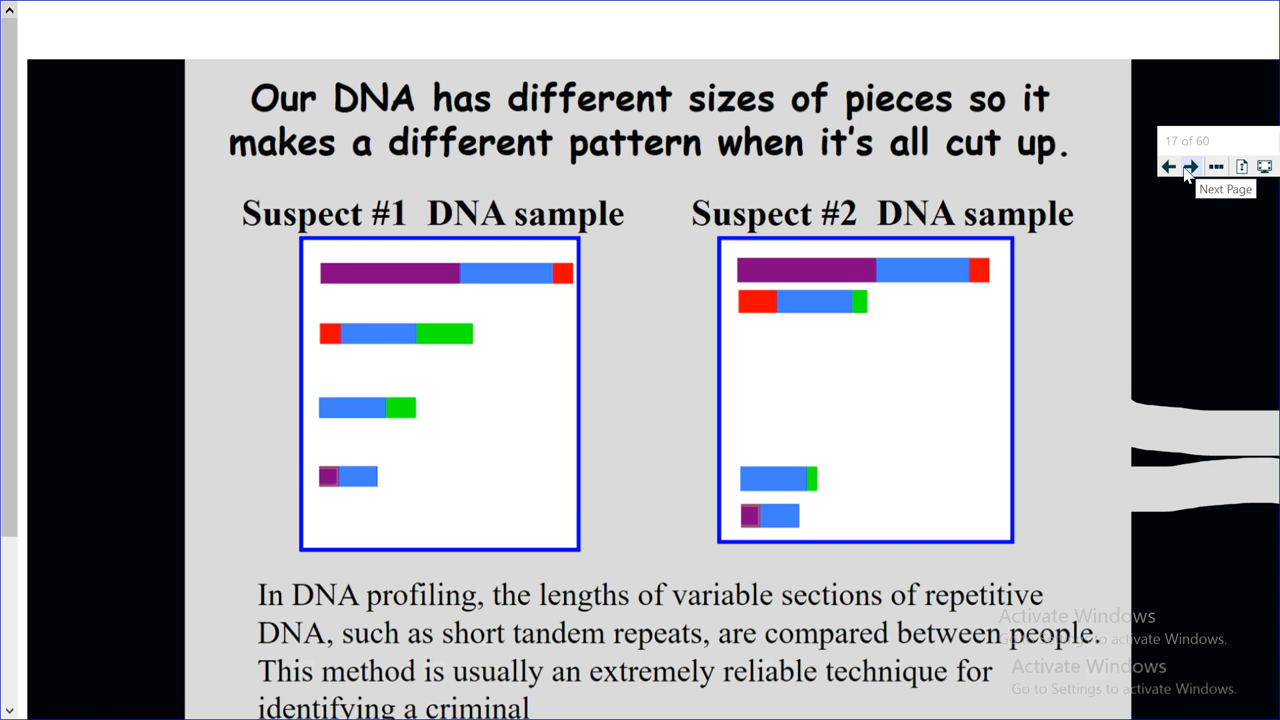 Our DNA has different sizes of pieces so it
makes a different pattern when it's all cut up.
17 of 60
Next Page
Suspect #1 DNA sample
Suspect #2 DNA sample
In DNA profiling, the lengths of variable sections of repetitive
DNA, such as short tandem repeats, are compared between people.
This method is usually an extremely reliable technique for
identifying a criminal
Activate Windows
Go to Settings to activate Windows.
Activate Windows
Go to Settings to activate Windows.